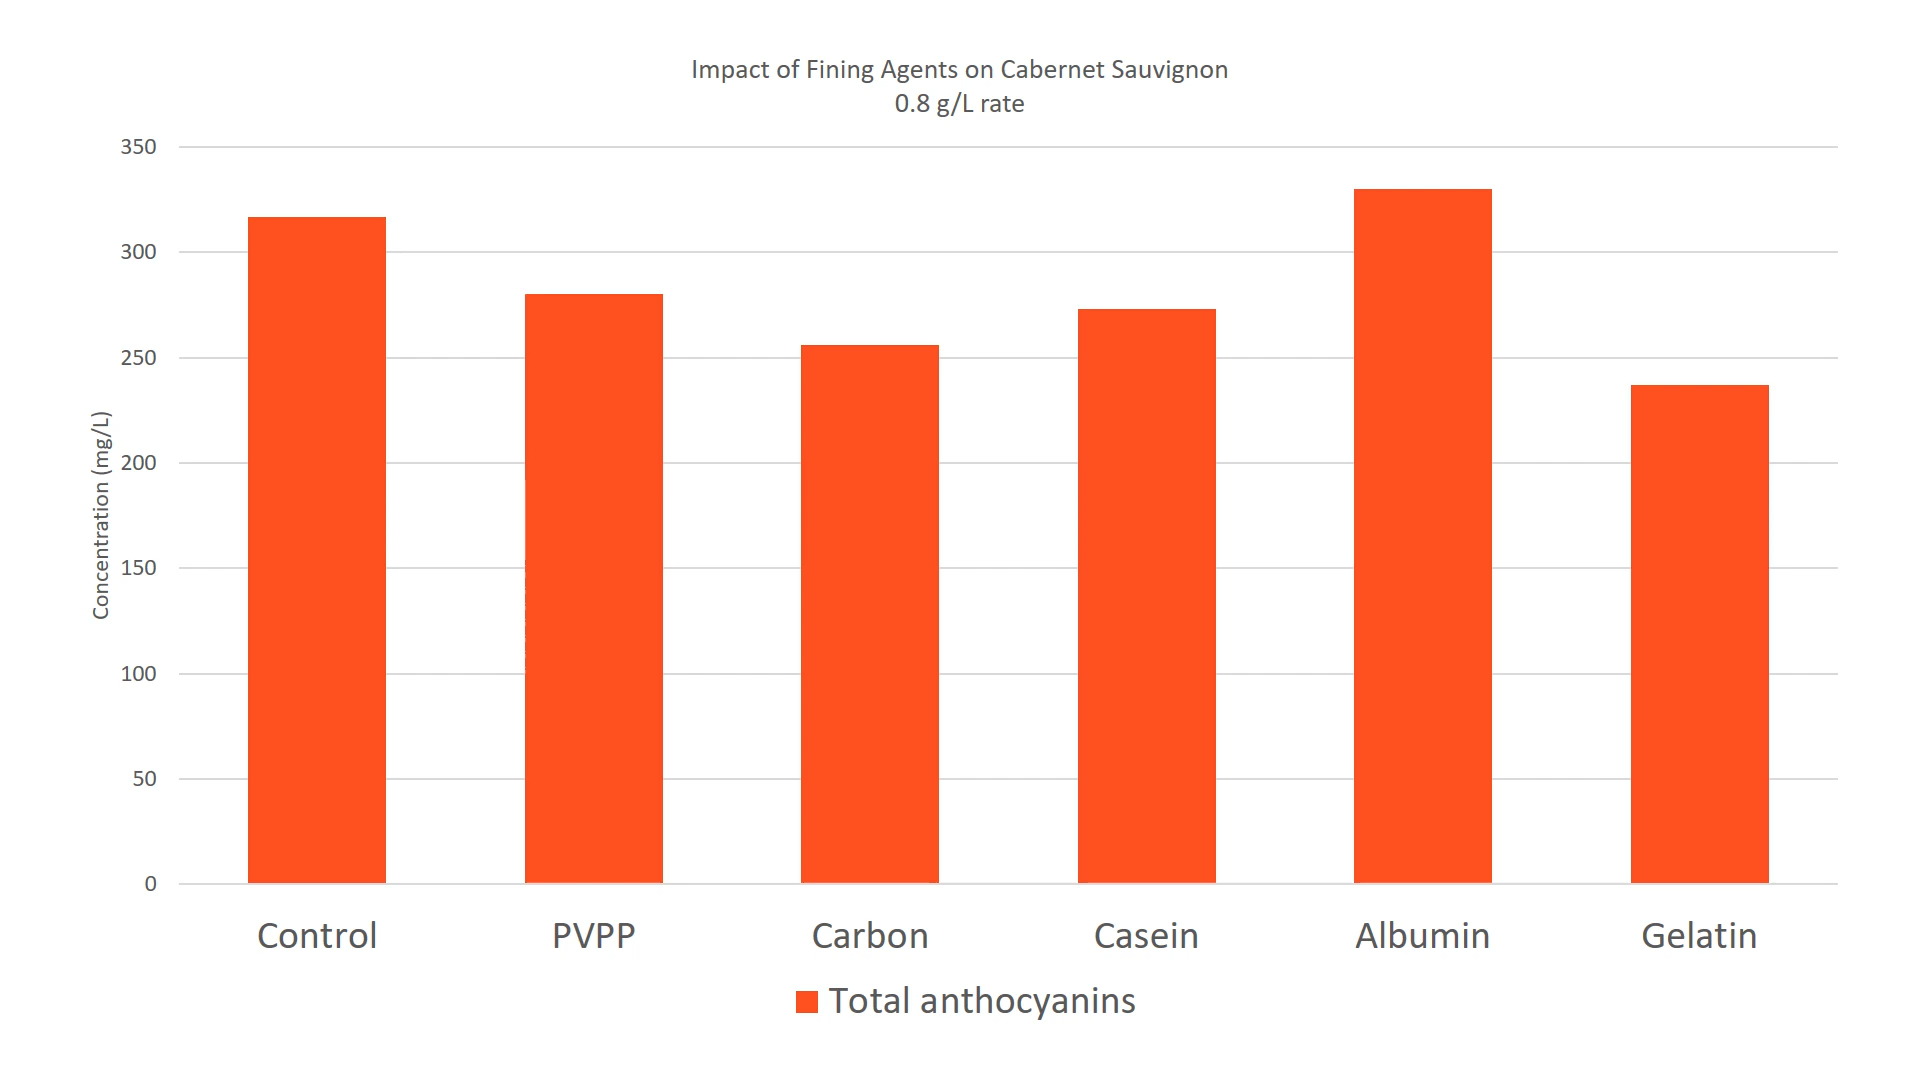 Impact of Fining Agents on Cabernet Sauvignon
0.8 g/L rate
350
300
250
200
150
100
50
0
Concentration (mg/L)
Control
PVPP
Carbon
Casein
Albumin
Gelatin
Total anthocyanins